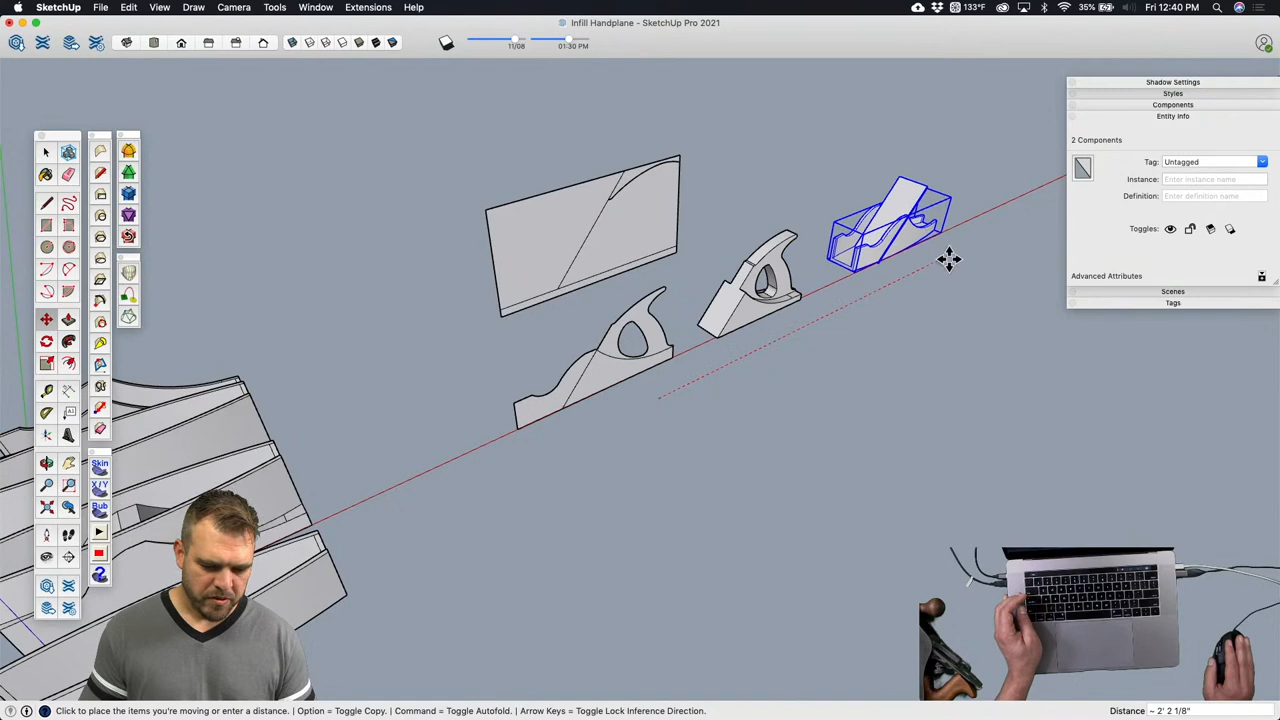 SketchUp File Edit View Draw Camera Tools Window Extensions Help 133°F 35% Fri 12:40 PM
Infill Handplane - SketchUp Pro 2021
11/08 01:30 PM
Shadow Settings
Styles
Components
Entity Info
2 Components
Tag: Untagged
Instance: Enter instance name
Definition: Enter definition name
Toggles:
Advanced Attributes
Scenes
Tags
A1
Skin
X/Y
Bub
Click to place the items you're moving or enter a distance. | Option = Toggle Copy. | Command = Toggle Autofold. | Arrow Keys = Toggle Lock Inference Direction. Distance ~ 2' 2 1/8"